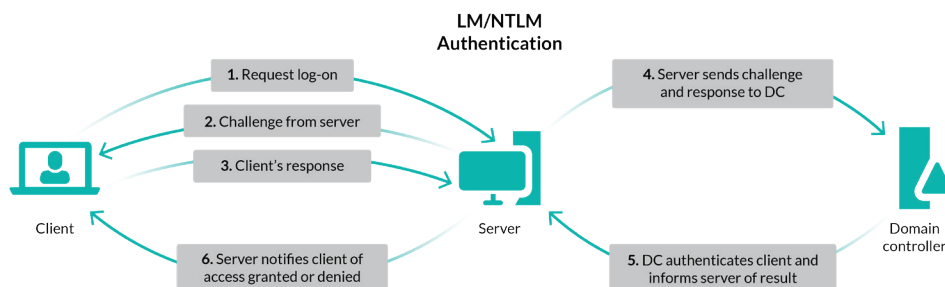 LM/NTLM
Authentication
1. Request log-on
2. Challenge from server
3. Client's response
4. Server sends challenge
and response to DC
Client
Server
Domain
controller
6. Server notifies client of
access granted or denied
5. DC authenticates client and
informs server of result